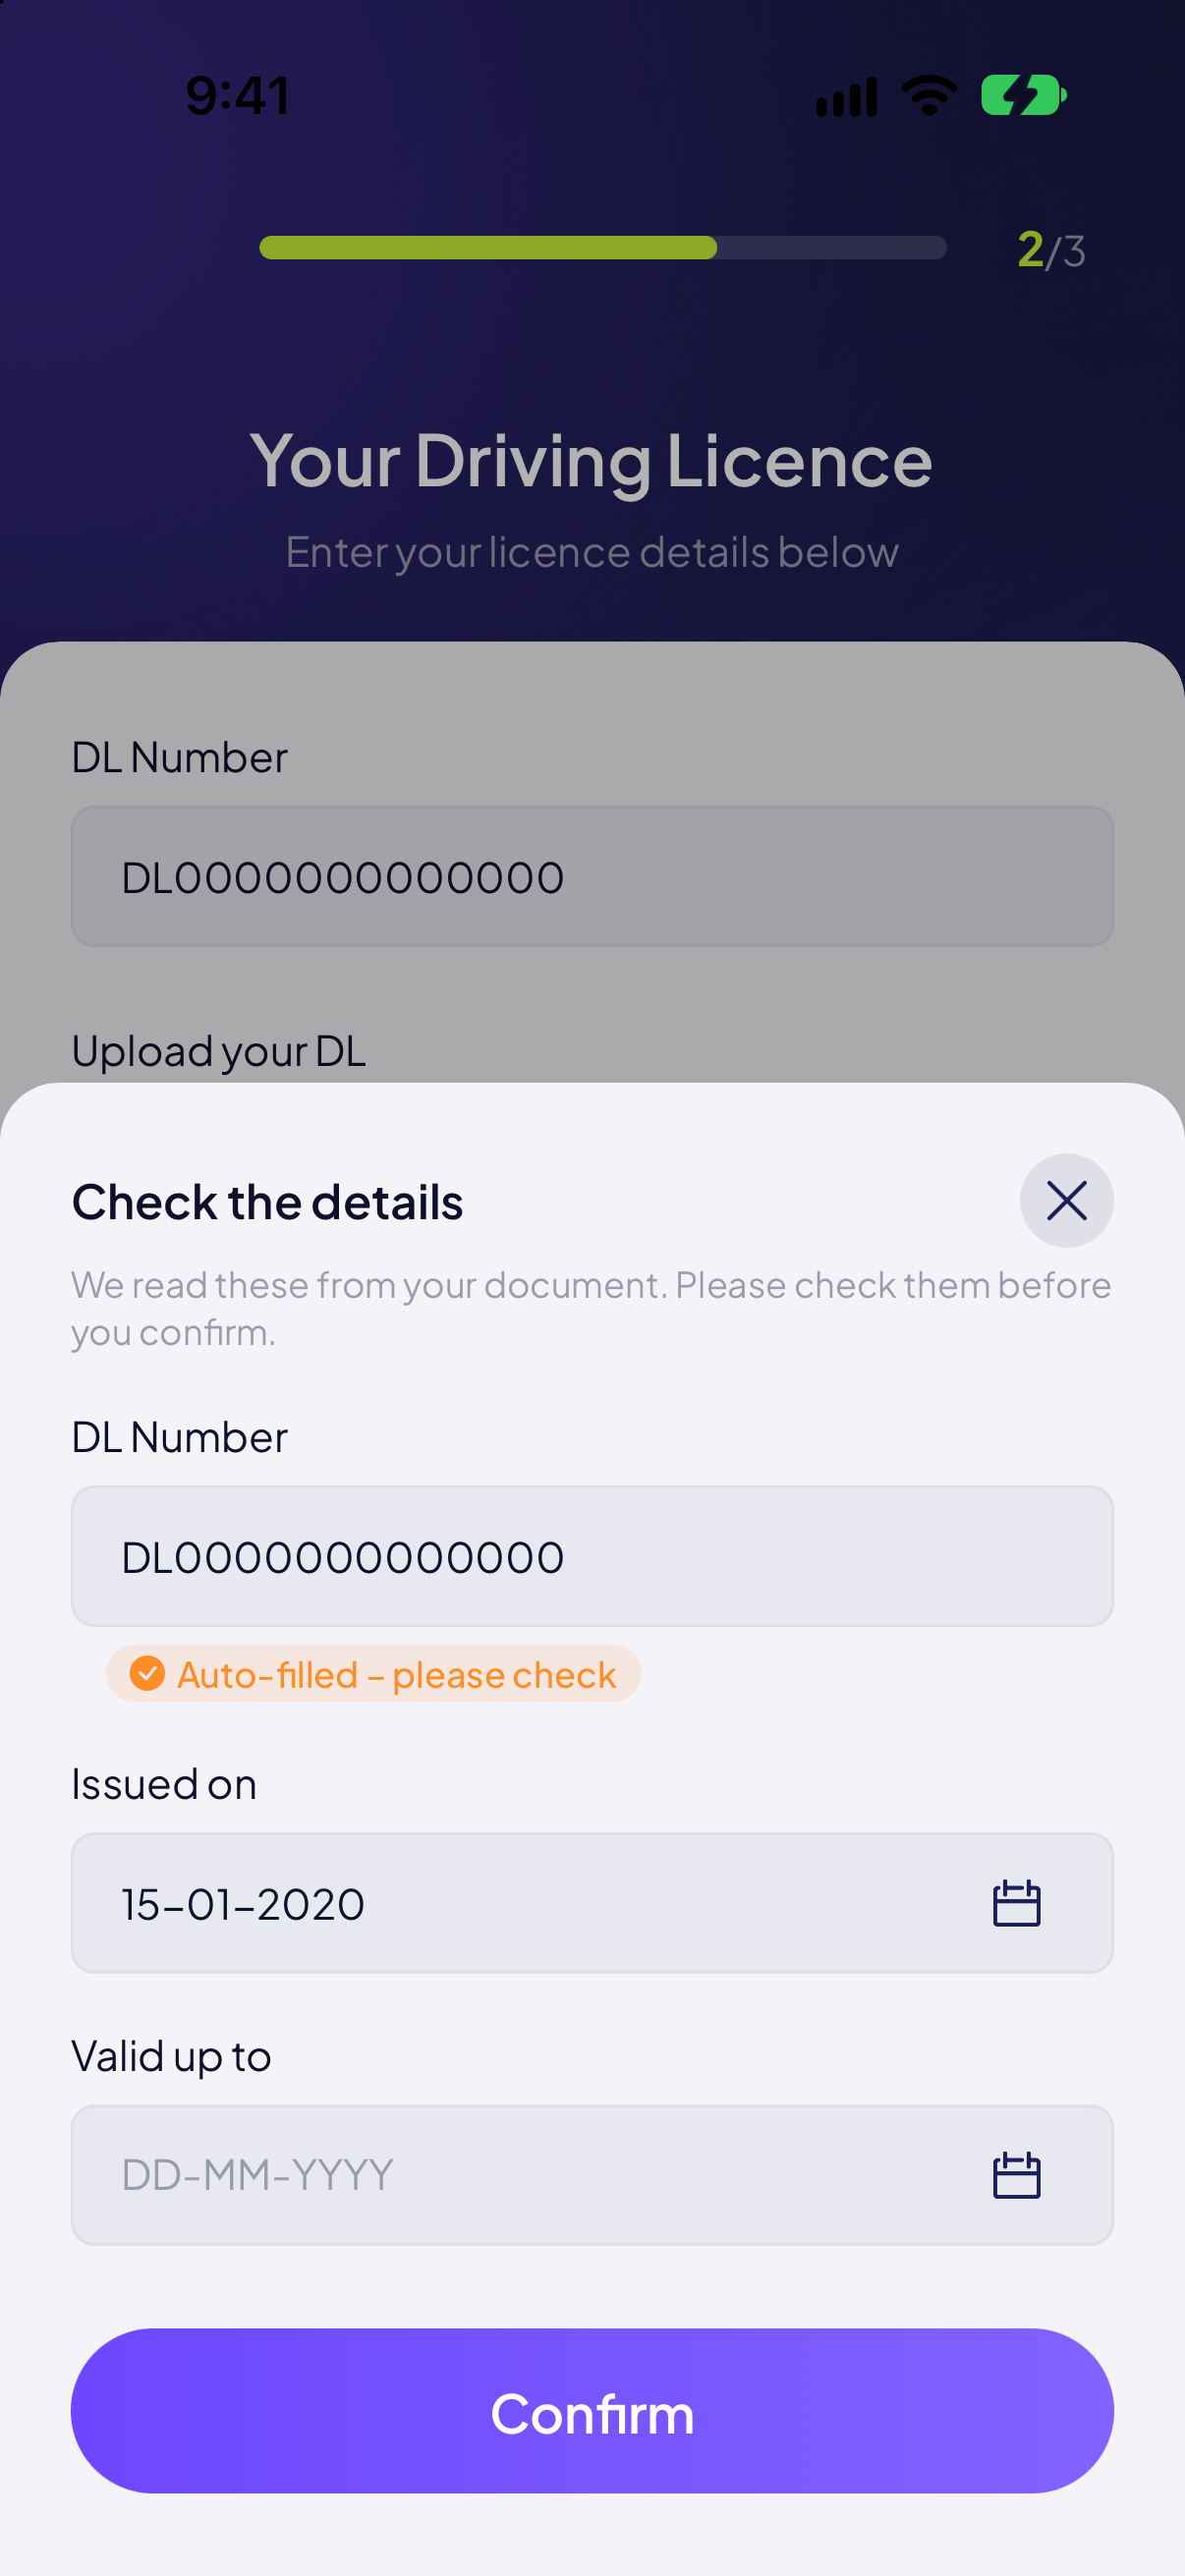 9:41
2/3
Your Driving Licence
Enter your licence details below
DL Number
DL0000000000000
Upload your DL
Check the details
We read these from your document. Please check them before
you confirm.
DL Number
DL0000000000000
Auto-filled – please check
Issued on
15-01-2020
Valid up to
DD-MM-YYYY
Confirm